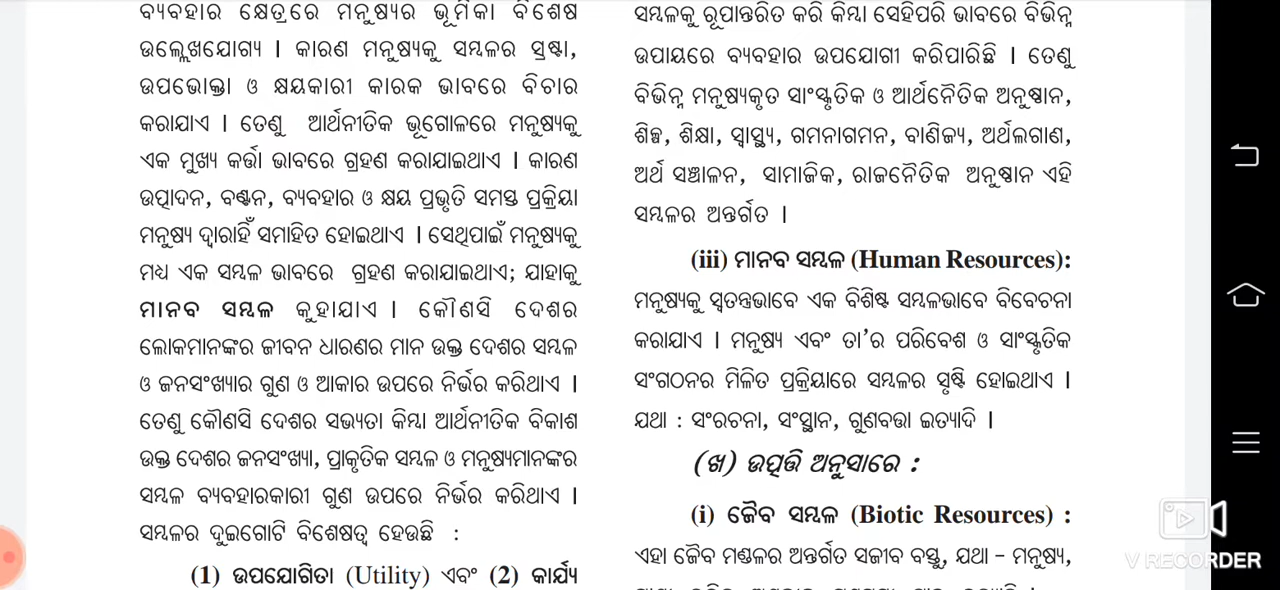 ବ୍ୟବହାର କ୍ଷେତ୍ରରେ ମନୁଷ୍ୟର ଭୂମିକା ବିଶେଷ
ଉଲ୍ଲେଖଯୋଗ୍ୟ । କାରଣ ମନୁଷ୍ୟକୁ ସମ୍ବଳର ସ୍ରଷ୍ଟା,
ଉପଭୋକ୍ତା ଓ କ୍ଷୟକାରୀ କାରକ ଭାବରେ ବିଚାର
କରାଯାଏ । ତେଣୁ ଆର୍ଥନୀତିକ ଭୂଗୋଳରେ ମନୁଷ୍ୟକୁ
ଏକ ମୁଖ୍ୟ କର୍ତ୍ତା ଭାବରେ ଗ୍ରହଣ କରାଯାଇଥାଏ । କାରଣ
ଉତ୍ପାଦନ, ବଣ୍ଟନ, ବ୍ୟବହାର ଓ କ୍ଷୟ ପ୍ରଭୃତି ସମସ୍ତ ପ୍ରକ୍ରିୟା
ମନୁଷ୍ୟ ଦ୍ୱାରାହିଁ ସମାହିତ ହୋଇଥାଏ । ସେଥିପାଇଁ ମନୁଷ୍ୟକୁ
ମଧ୍ୟ ଏକ ସମ୍ବଳ ଭାବରେ ଗ୍ରହଣ କରାଯାଇଥାଏ; ଯାହାକୁ
ମାନବ ସମ୍ବଳ କୁହାଯାଏ । କୌଣସି ଦେଶର
ଲୋକମାନଙ୍କର ଜୀବନ ଧାରଣର ମାନ ଉକ୍ତ ଦେଶର ସମ୍ବଳ
ଓ ଜନସଂଖ୍ୟାର ଗୁଣ ଓ ଆକାର ଉପରେ ନିର୍ଭର କରିଥାଏ ।
ତେଣୁ କୌଣସି ଦେଶର ସଭ୍ୟତା କିମ୍ବା ଆର୍ଥନୀତିକ ବିକାଶ
ଉକ୍ତ ଦେଶର ଜନସଂଖ୍ୟା, ପ୍ରାକୃତିକ ସମ୍ବଳ ଓ ମନୁଷ୍ୟମାନଙ୍କର
ସମ୍ବଳ ବ୍ୟବହାରକାରୀ ଗୁଣ ଉପରେ ନିର୍ଭର କରିଥାଏ ।
ସମ୍ବଳର ଦୁଇଗୋଟି ବିଶେଷତ୍ୱ ହେଉଛି :
(1) ଉପଯୋଗିତା (Utility) ଏବଂ (2) କାର୍ଯ୍ୟ
ସମ୍ବଳକୁ ରୂପାନ୍ତରିତ କରି କିମ୍ବା ସେହିପରି ଭାବରେ ବିଭିନ୍ନ
ଉପାୟରେ ବ୍ୟବହାର ଉପଯୋଗୀ କରିପାରିଛି । ତେଣୁ
ବିଭିନ୍ନ ମନୁଷ୍ୟକୃତ ସାଂସ୍କୃତିକ ଓ ଆର୍ଥନୈତିକ ଅନୁଷ୍ଠାନ,
ଶିଳ୍ପ, ଶିକ୍ଷା, ସ୍ୱାସ୍ଥ୍ୟ, ଗମନାଗମନ, ବାଣିଜ୍ୟ, ଅର୍ଥଲଗାଣ,
ଅର୍ଥ ସଞ୍ଚାଳନ, ସାମାଜିକ, ରାଜନୈତିକ ଅନୁଷ୍ଠାନ ଏହି
ସମ୍ବଳର ଅନ୍ତର୍ଗତ ।
(iii) ମାନବ ସମ୍ବଳ (Human Resources):
ମନୁଷ୍ୟକୁ ସ୍ୱତନ୍ତ୍ରଭାବେ ଏକ ବିଶିଷ୍ଟ ସମ୍ବଳଭାବେ ବିବେଚନା
କରାଯାଏ । ମନୁଷ୍ୟ ଏବଂ ତା'ର ପରିବେଶ ଓ ସାଂସ୍କୃତିକ
ସଂଗଠନର ମିଳିତ ପ୍ରକ୍ରିୟାରେ ସମ୍ବଳର ସୃଷ୍ଟି ହୋଇଥାଏ ।
ଯଥା : ସଂରଚନା, ସଂସ୍ଥାନ, ଗୁଣବତ୍ତା ଇତ୍ୟାଦି ।
(ଖ) ଉତ୍ପତ୍ତି ଅନୁସାରେ :
(i) ଜୈବ ସମ୍ବଳ (Biotic Resources) :
ଏହା ଜୈବ ମଣ୍ଡଳର ଅନ୍ତର୍ଗତ ସଜୀବ ବସ୍ତୁ, ଯଥା – ମନୁଷ୍ୟ,
V RECORDER